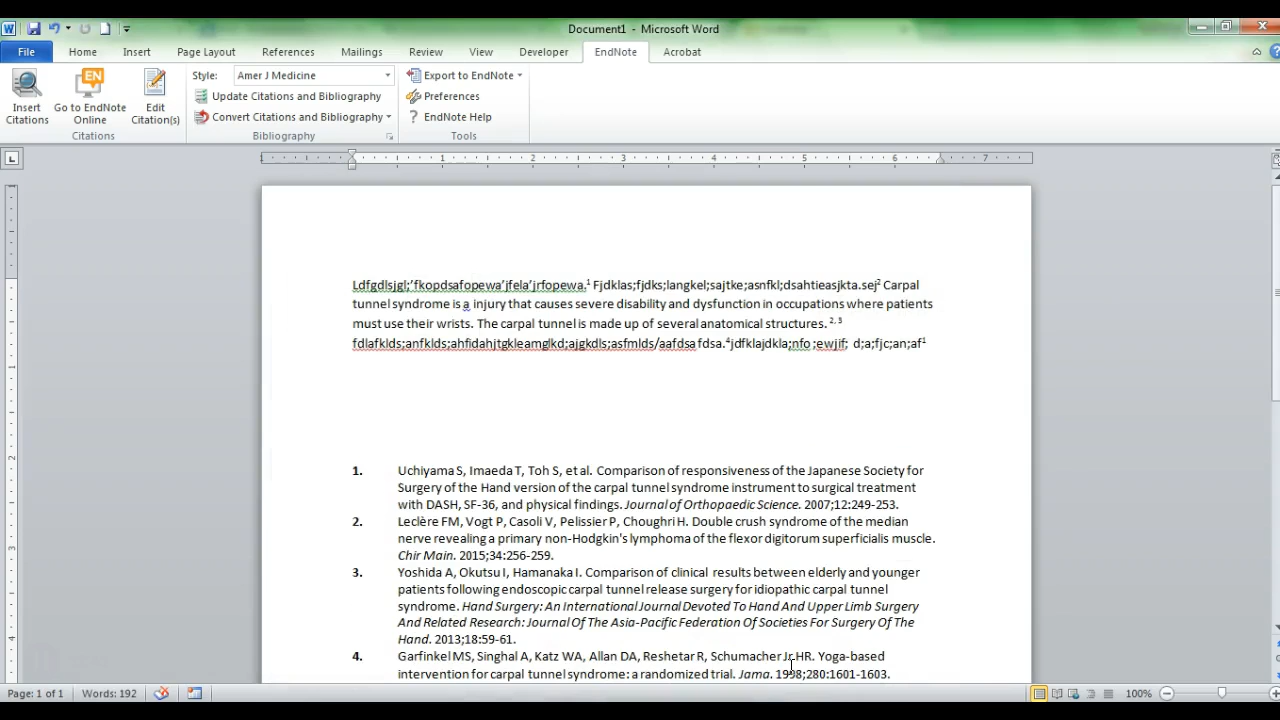 Document1 - Microsoft Word
File Home Insert Page Layout References Mailings Review View Developer EndNote Acrobat
Insert Citations
Go to EndNote Online
Edit Citation(s)
Citations
Style: Amer J Medicine
Update Citations and Bibliography
Convert Citations and Bibliography
Bibliography
Export to EndNote
Preferences
EndNote Help
Tools
1 1 2 3 4 5 6 7
Ldfgdlsjgl;'fkopdsafopewa'jfela'jrfopewa.1 Fjdklas;fjdks;langkel;sajtke;asnfkl;dsahtieasjkta.sej2 Carpal
tunnel syndrome is a injury that causes severe disability and dysfunction in occupations where patients
must use their wrists. The carpal tunnel is made up of several anatomical structures. 2, 3
fdlafklds;anfklds;ahfidahjtgkleamglkd;ajgkdls;asfmlds/aafdsa fdsa.4jdfklajdkla;nfo ;ewjif; d;a;fjc;an;af1
1. Uchiyama S, Imaeda T, Toh S, et al. Comparison of responsiveness of the Japanese Society for
Surgery of the Hand version of the carpal tunnel syndrome instrument to surgical treatment
with DASH, SF-36, and physical findings. Journal of Orthopaedic Science. 2007;12:249-253.
2. Leclère FM, Vogt P, Casoli V, Pelissier P, Choughri H. Double crush syndrome of the median
nerve revealing a primary non-Hodgkin's lymphoma of the flexor digitorum superficialis muscle.
Chir Main. 2015;34:256-259.
3. Yoshida A, Okutsu I, Hamanaka I. Comparison of clinical results between elderly and younger
patients following endoscopic carpal tunnel release surgery for idiopathic carpal tunnel
syndrome. Hand Surgery: An International Journal Devoted To Hand And Upper Limb Surgery
And Related Research: Journal Of The Asia-Pacific Federation Of Societies For Surgery Of The
Hand. 2013;18:59-61.
4. Garfinkel MS, Singhal A, Katz WA, Allan DA, Reshetar R, Schumacher Jr HR. Yoga-based
intervention for carpal tunnel syndrome: a randomized trial. Jama. 1998;280:1601-1603.
Page: 1 of 1 Words: 192 100%